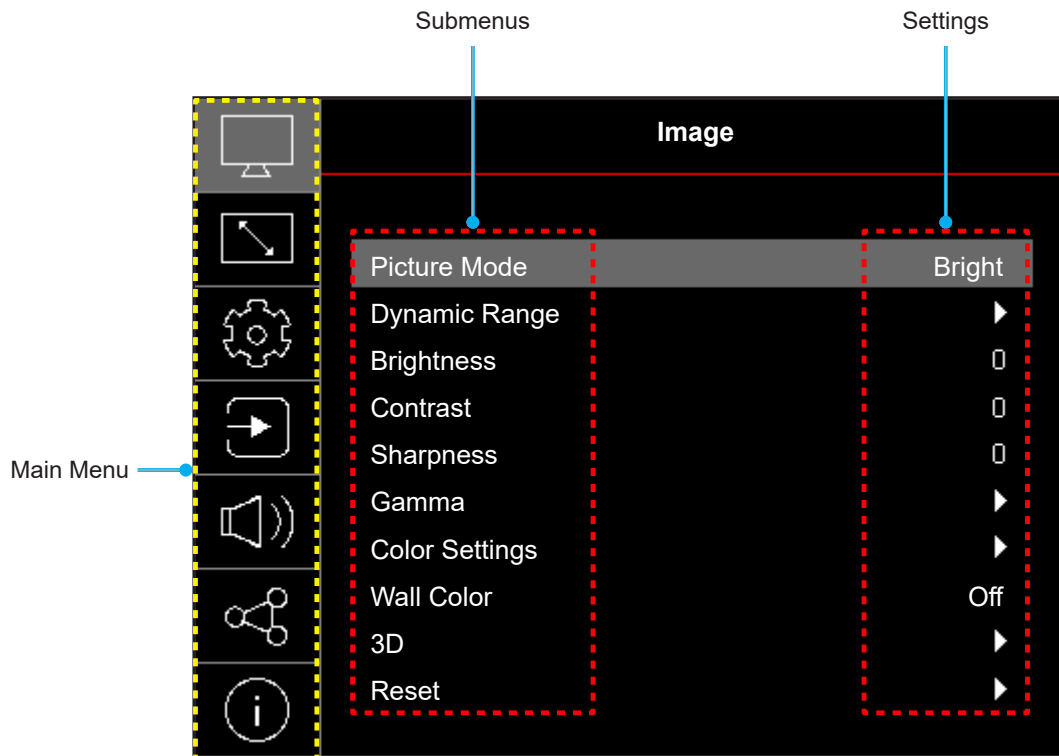 Submenus Settings
Image
Picture Mode Bright
Dynamic Range
Brightness 0
Contrast 0
Sharpness 0
Main Menu
Gamma
Color Settings
Wall Color Off
3D
Reset
i